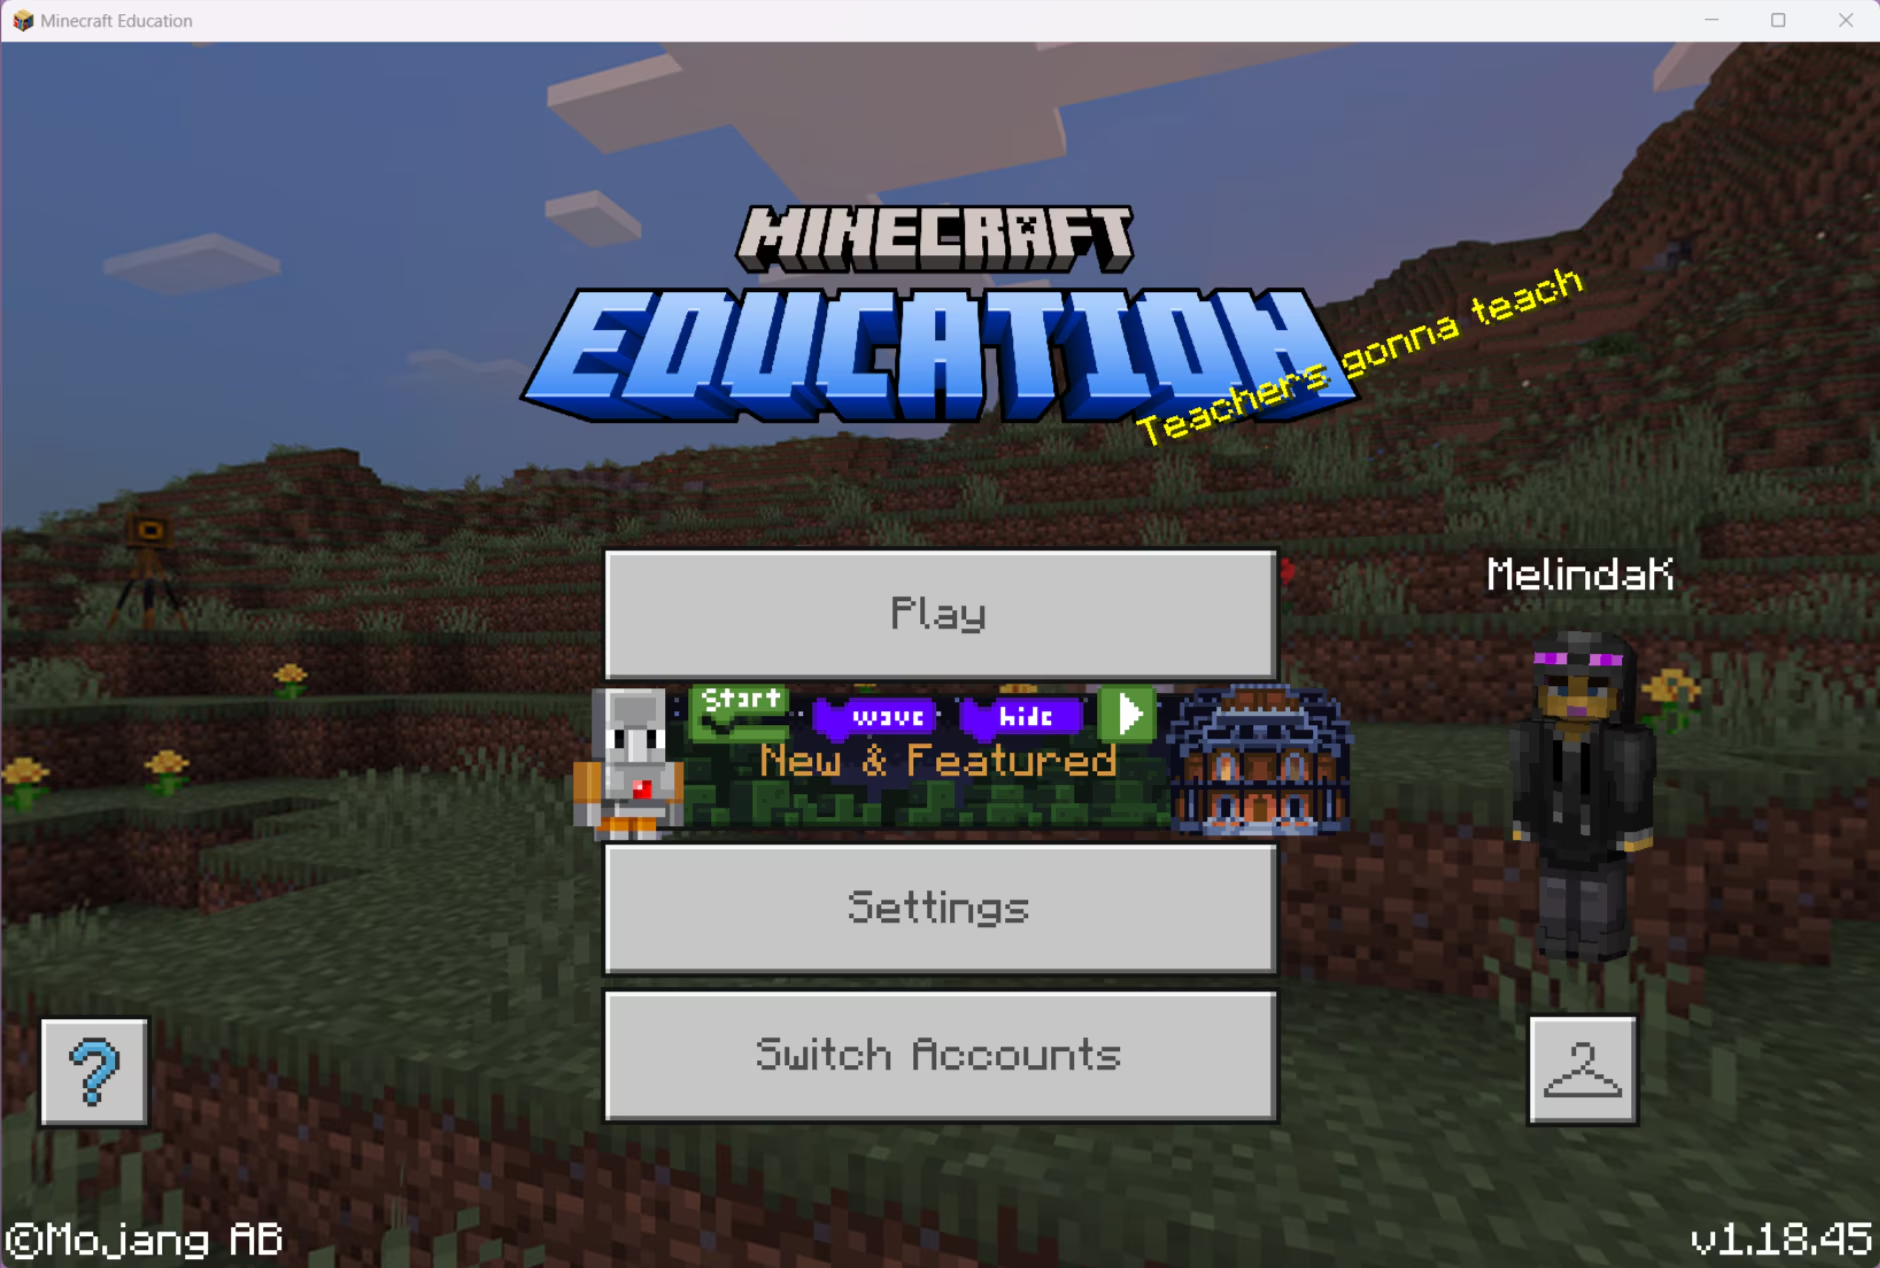 Minecraft Education
MINECRAFT
EDUCATION
Teachers gonna teach
Play
MelindaK
Start
wave
hide
New & Featured
Settings
Switch Accounts
?
©Mojang AB
v1.18.45